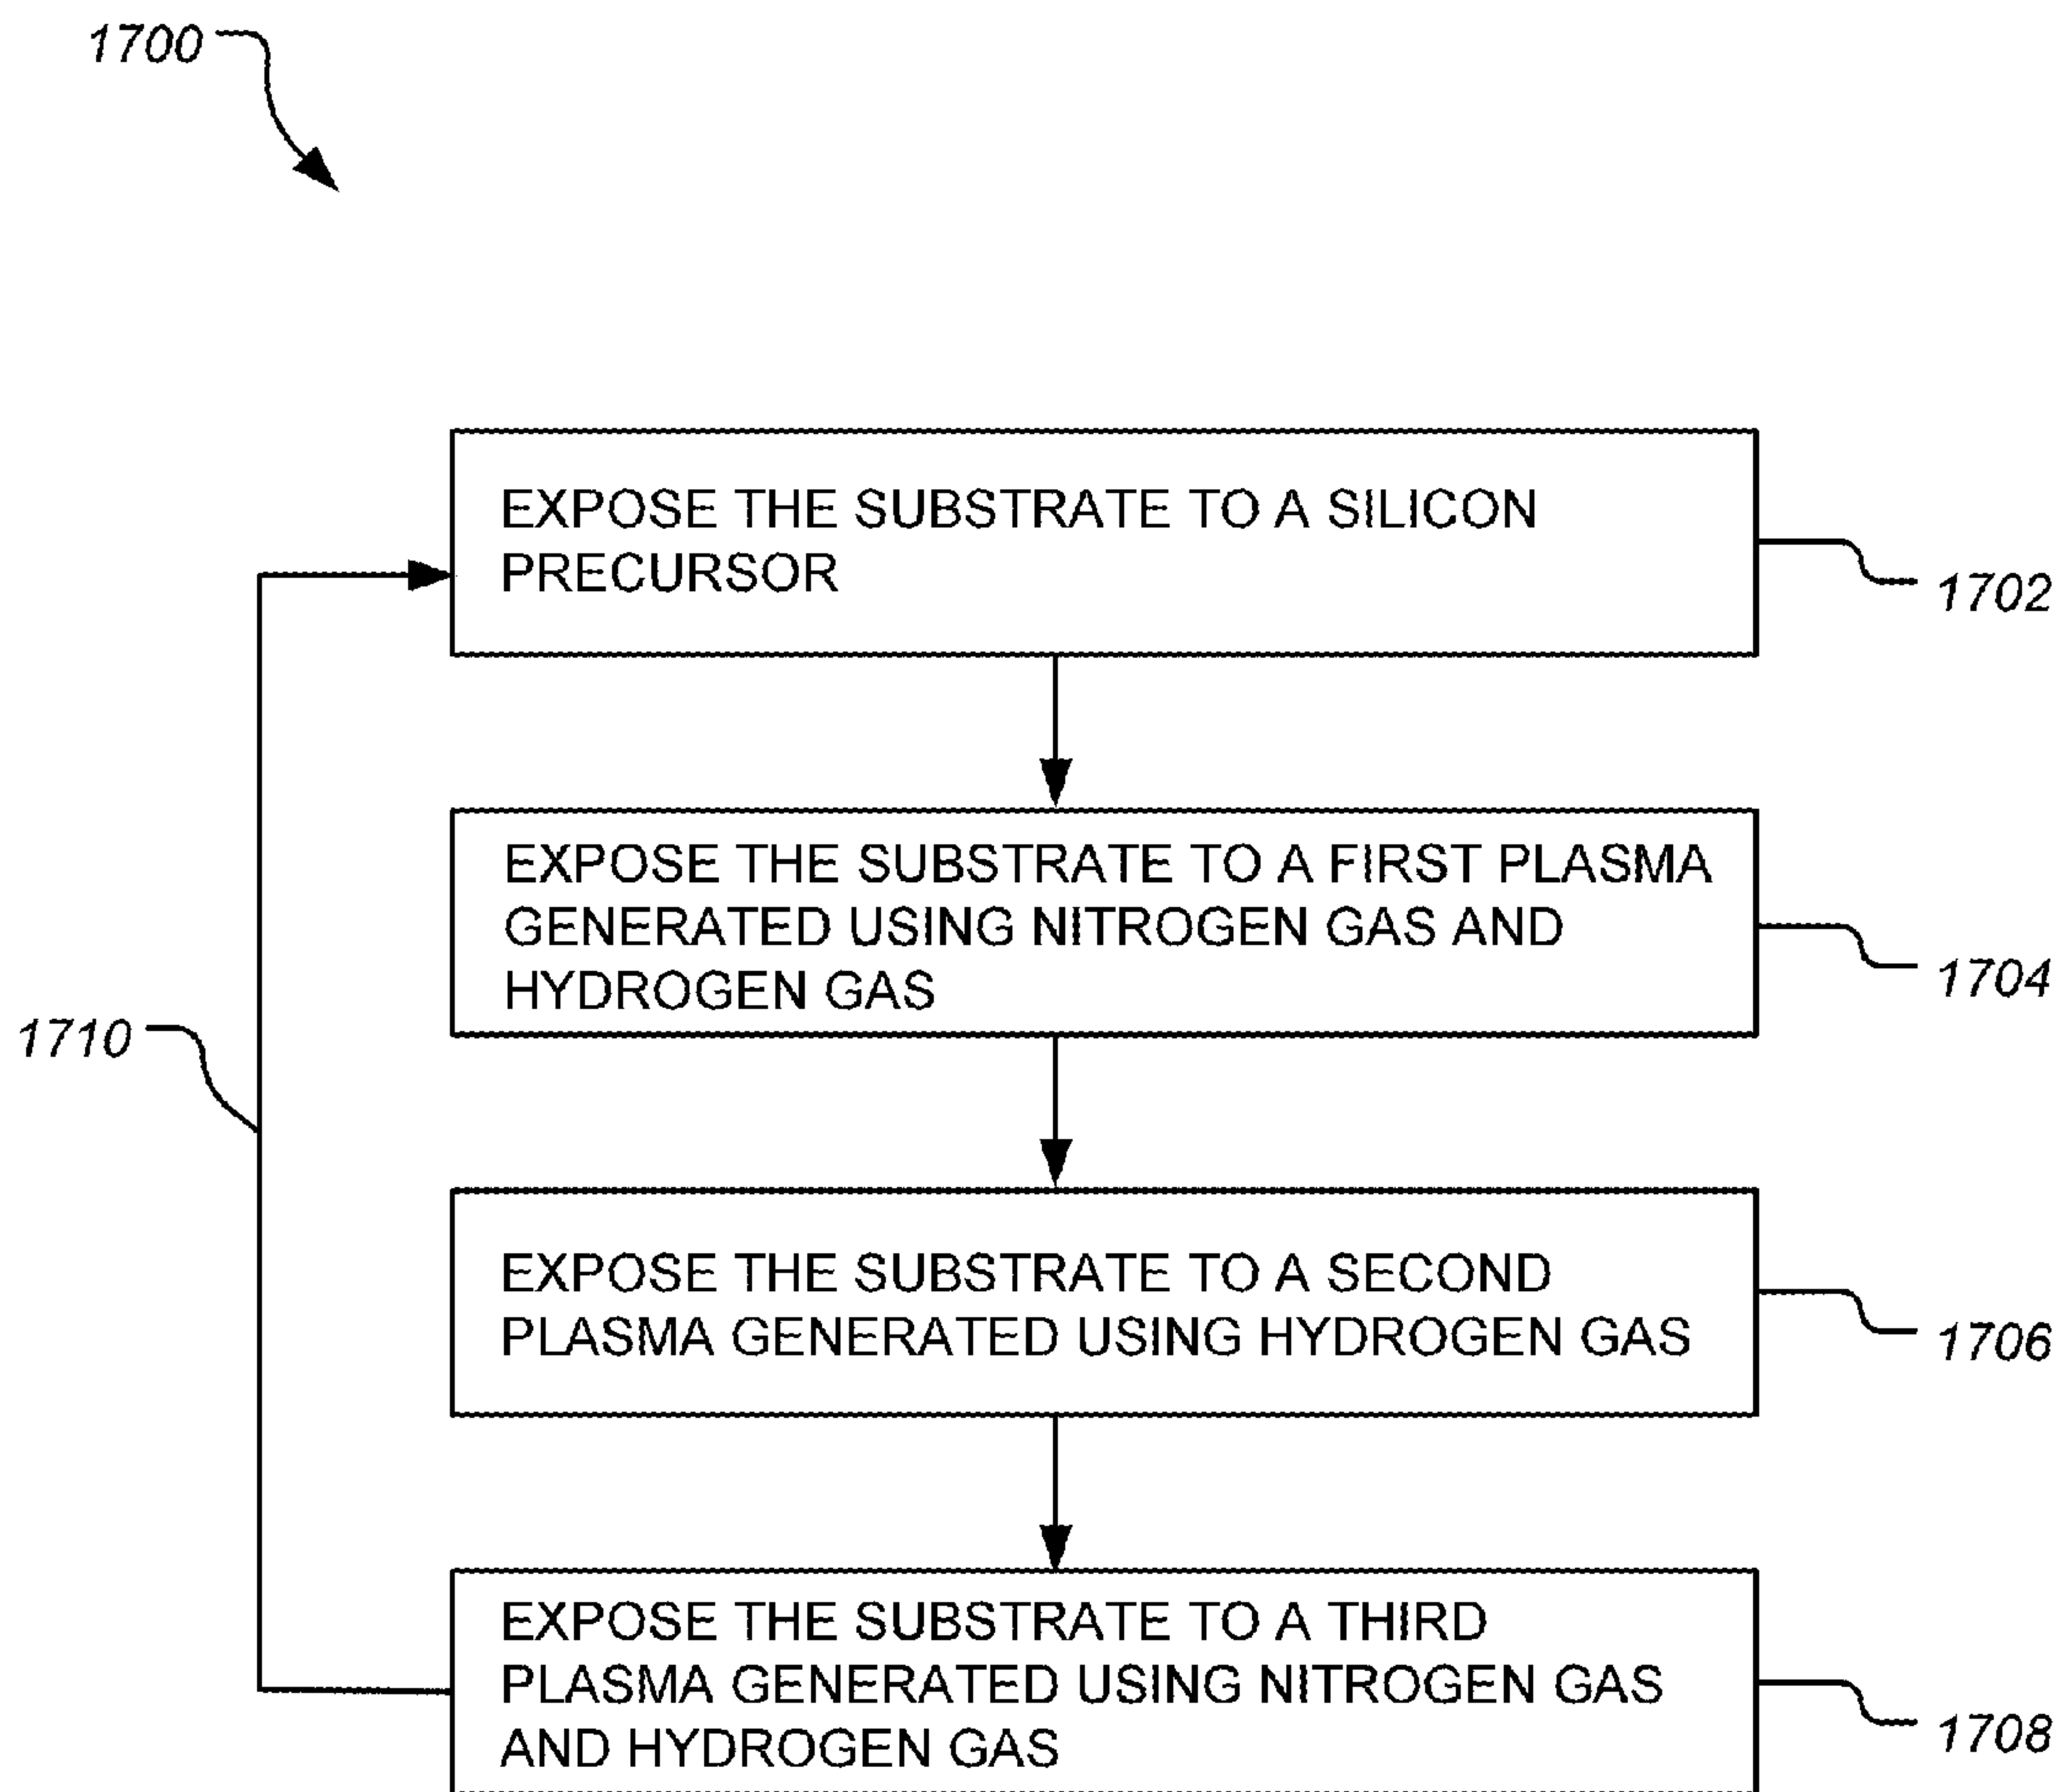 1700
EXPOSE THE SUBSTRATE TO A SILICON
PRECURSOR
1702
EXPOSE THE SUBSTRATE TO A FIRST PLASMA
GENERATED USING NITROGEN GAS AND
HYDROGEN GAS
1704
1710
EXPOSE THE SUBSTRATE TO A SECOND
PLASMA GENERATED USING HYDROGEN GAS
1706
EXPOSE THE SUBSTRATE TO A THIRD
PLASMA GENERATED USING NITROGEN GAS
AND HYDROGEN GAS
1708